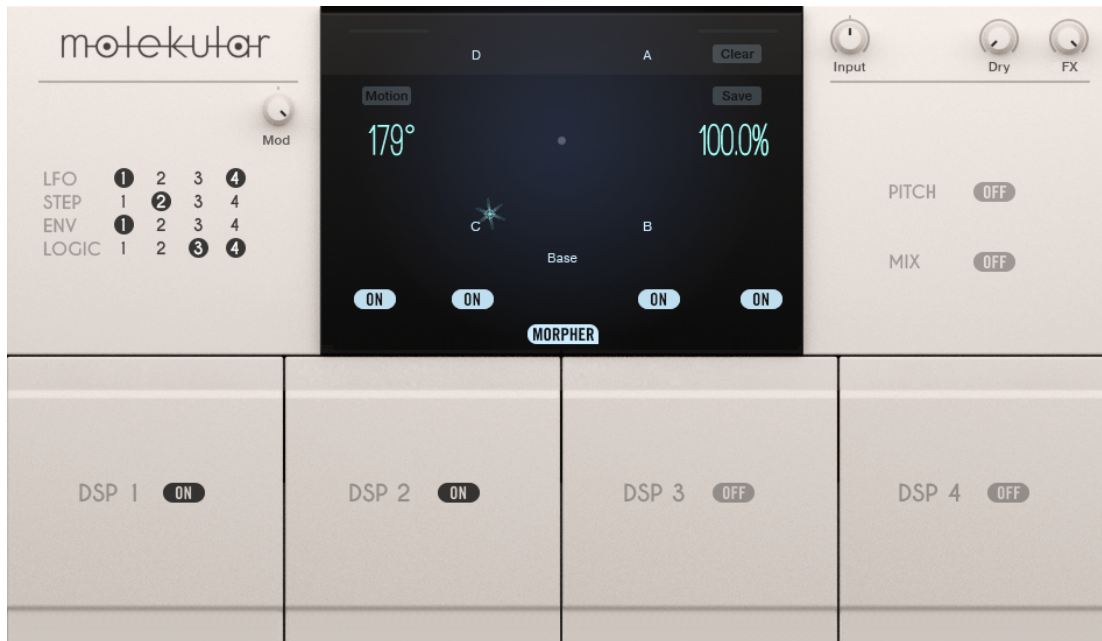 molekular
Mod
LFO 1 2 3 4
STEP 1 2 3 4
ENV 1 2 3 4
LOGIC 1 2 3 4
D A Clear
Motion Save
179° 100.0%
C B
Base
ON ON ON ON
MORPHER
Input Dry FX
PITCH OFF
MIX OFF
DSP 1 ON
DSP 2 ON
DSP 3 OFF
DSP 4 OFF